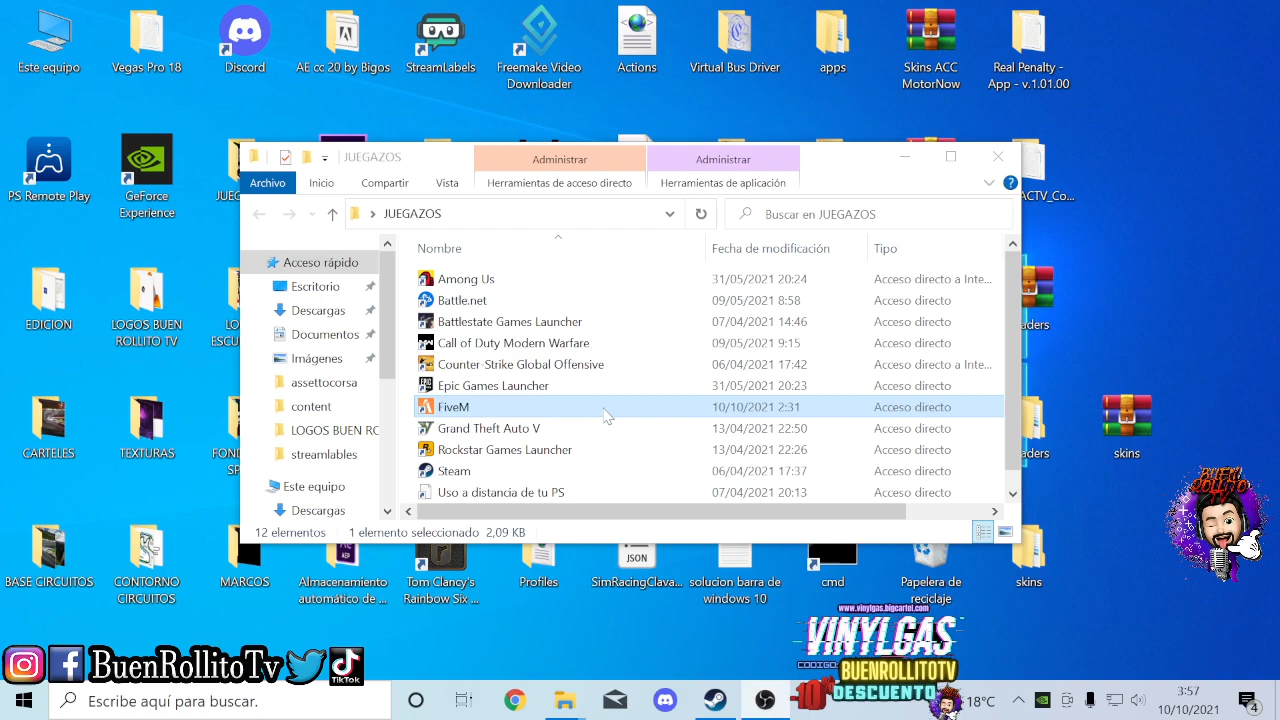 Este equipo
Vegas Pro 18
Discord
AE cc 20 by Bigos
StreamLabels
Freemake Video
Downloader
Actions
Virtual Bus Driver
apps
Skins ACC
MotorNow
Real Penalty -
App - v.1.01.00
PS Remote Play
GeForce
Experience
JUEGAZOS
Administrar
Administrar
Archivo
Inicio
Compartir
Vista
Herramientas de acceso directo
Herramientas de aplicación
JUEGAZOS
Buscar en JUEGAZOS
Nombre
Fecha de modificación
Tipo
Acceso rápido
Escritorio
Descargas
Documentos
Imágenes
assettocorsa
content
LOGOS BUEN RO
streamlables
Este equipo
Descargas
Among Us 31/05/2021 20:24 Acceso directo a Inte...
Battle.net 09/05/2021 8:58 Acceso directo
Battlestate Games Launcher 07/04/2021 14:46 Acceso directo
Call of Duty Modern Warfare 09/05/2021 9:15 Acceso directo
Counter-Strike Global Offensive 06/04/2021 17:42 Acceso directo a Inte...
Epic Games Launcher 31/05/2021 20:23 Acceso directo
FiveM 10/10/2021 2:31 Acceso directo
Grand Theft Auto V 13/04/2021 22:50 Acceso directo
Rockstar Games Launcher 13/04/2021 22:26 Acceso directo
Steam 06/04/2021 17:37 Acceso directo
Uso a distancia de tu PS 07/04/2021 20:13 Acceso directo
12 elementos
1 elemento seleccionado 2,09 KB
EDICION
LOGOS BUEN
ROLLITO TV
CARTELES
TEXTURAS
skins
BASE CIRCUITOS
CONTORNO
CIRCUITOS
MARCOS
Almacenamiento
automático de ...
Tom Clancy's
Rainbow Six ...
Profiles
JSON
SimRacingClava...
solucion barra de
windows 10
cmd
Papelera de
reciclaje
skins
BUEN
ROLLITO
www.vinylgas.bigcartel.com
VINYLGAS
CODIGO:
BUENROLLITOTV
DESCUENTO
BuenRollitoTv
TikTok
Escribe aquí para buscar.
18°C
3:57
10/10/2021
4